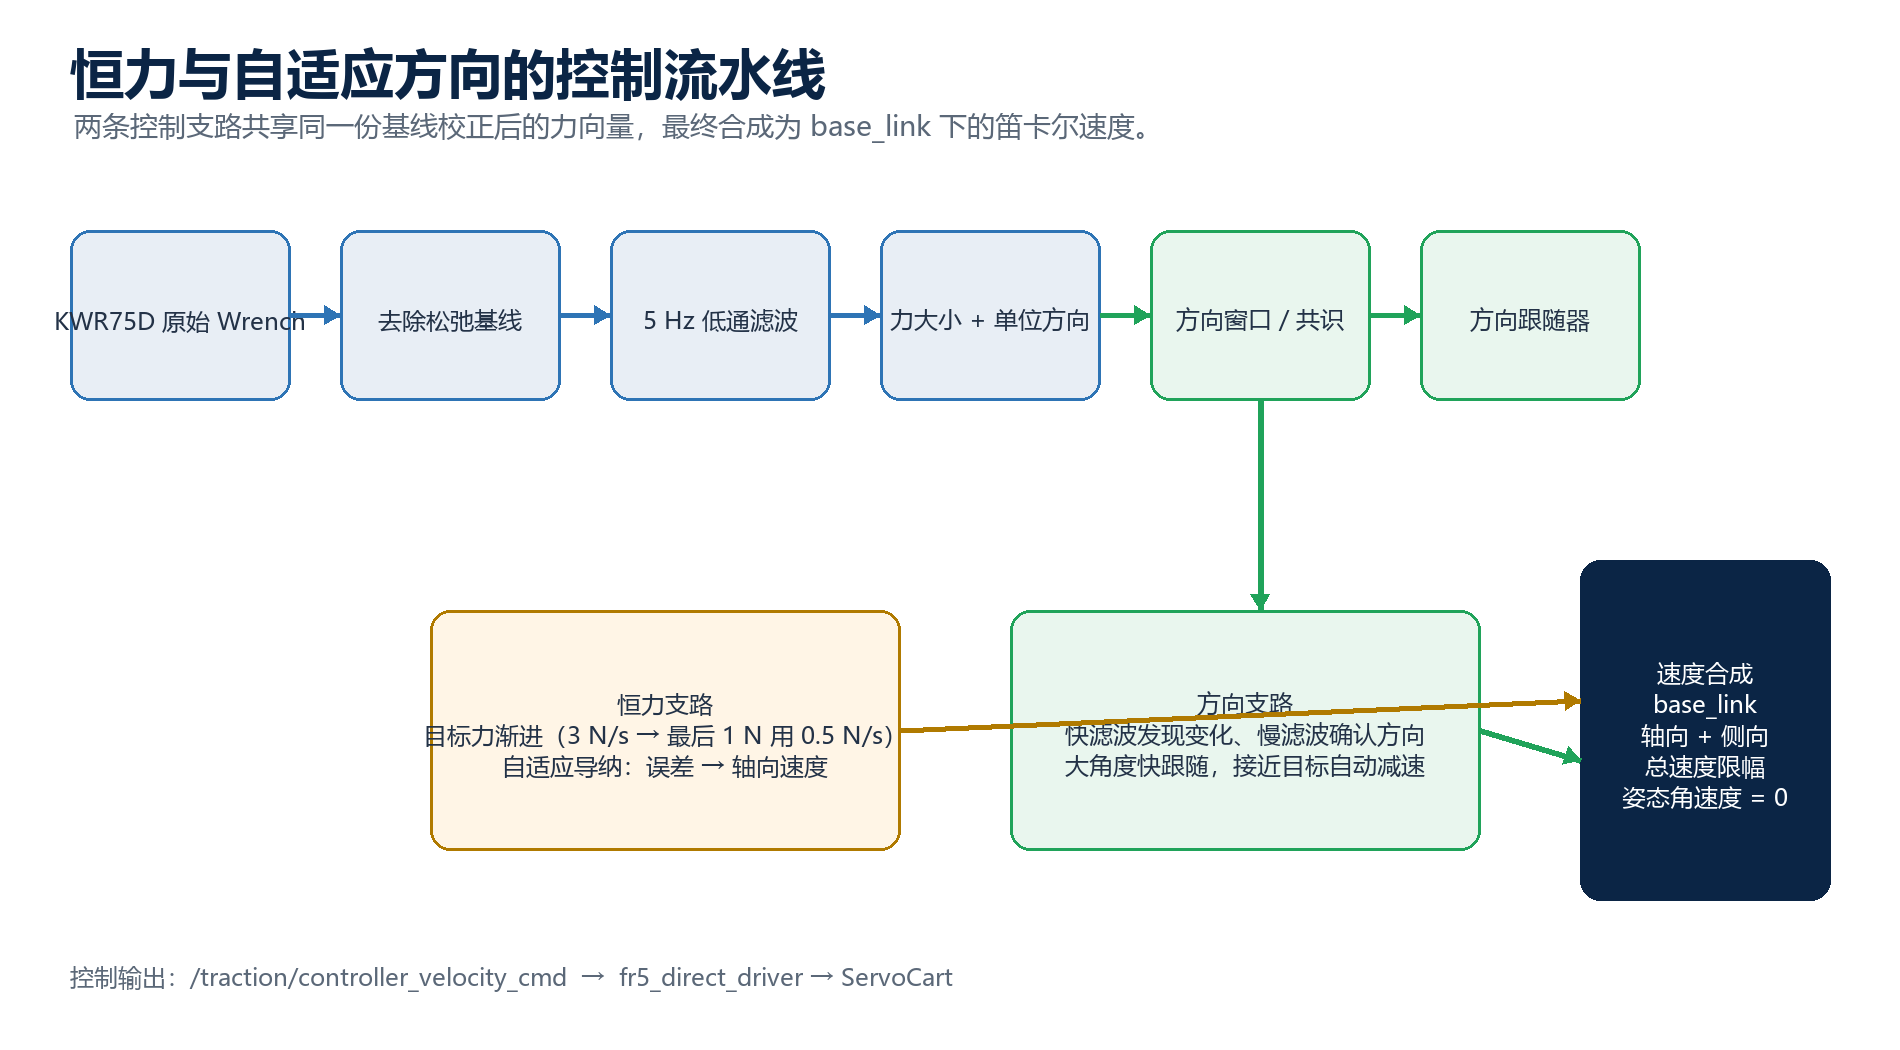 恒力与自适应方向的控制流水线
两条控制支路共享同一份基线校正后的力向量，最终合成为 base_link 下的笛卡尔速度。
KWR75D 原始 Wrench
去除松弛基线
5 Hz 低通滤波
力大小 + 单位方向
方向窗口 / 共识
方向跟随器
恒力支路
目标力渐进（3 N/s → 最后 1 N 用 0.5 N/s）
自适应导纳：误差 → 轴向速度
方向支路
快滤波发现变化、慢滤波确认方向
大角度快跟随，接近目标自动减速
速度合成
base_link
轴向 + 侧向
总速度限幅
姿态角速度 = 0
控制输出：/traction/controller_velocity_cmd → fr5_direct_driver → ServoCart